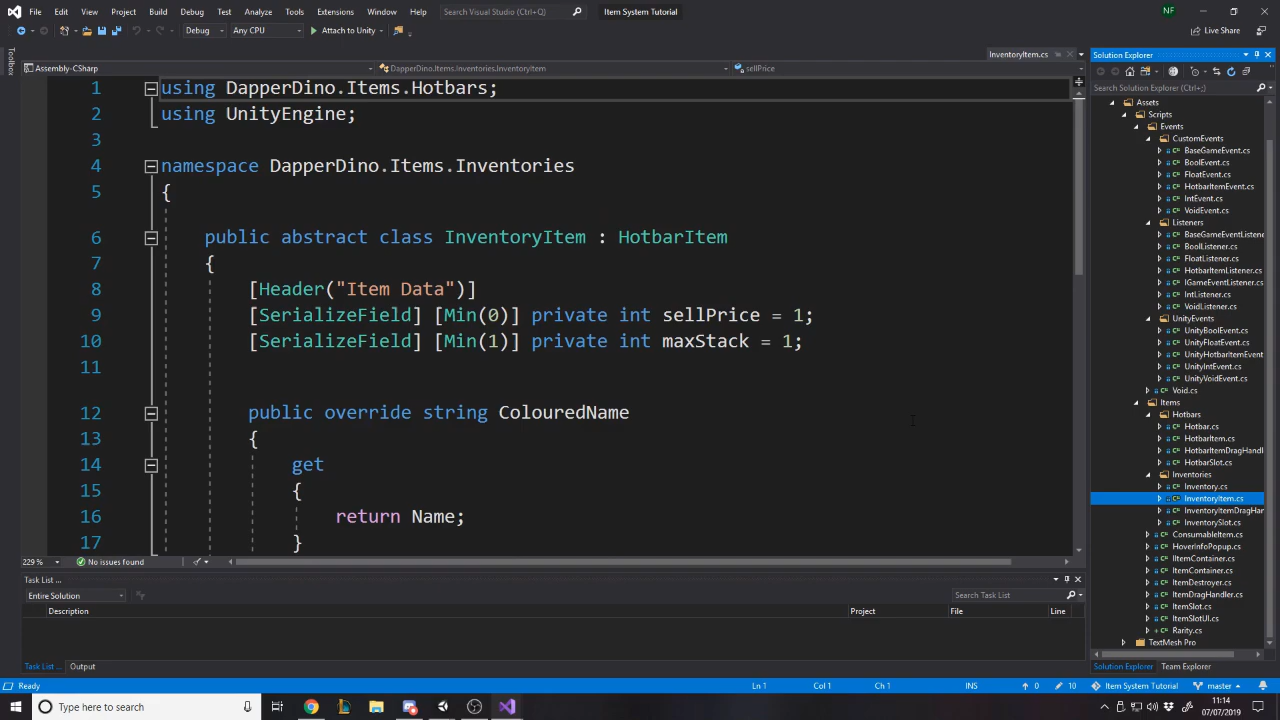 File Edit View Project Build Debug Test Analyze Tools Extensions Window Help Search Visual Studio (Ctrl+Q) Item System Tutorial NF
Debug Any CPU Attach to Unity Live Share
Toolbox
InventoryItem.cs
Assembly-CSharp DapperDino.Items.Inventories.InventoryItem sellPrice
1 using DapperDino.Items.Hotbars;
2 using UnityEngine;
3
4 namespace DapperDino.Items.Inventories
5 {
6 public abstract class InventoryItem : HotbarItem
7 {
8 [Header("Item Data")]
9 [SerializeField] [Min(0)] private int sellPrice = 1;
10 [SerializeField] [Min(1)] private int maxStack = 1;
11
12 public override string ColouredName
13 {
14 get
15 {
16 return Name;
17 }
229 % No issues found
Task List ...
Entire Solution Search Task List
Description Project File Line
Task List ... Output
Solution Explorer
Search Solution Explorer (Ctrl+;)
Assets
Scripts
Events
CustomEvents
BaseGameEvent.cs
BoolEvent.cs
FloatEvent.cs
HotbarItemEvent.cs
IntEvent.cs
VoidEvent.cs
Listeners
BaseGameEventListene
BoolListener.cs
FloatListener.cs
HotbarItemListener.cs
IGameEventListener.cs
IntListener.cs
VoidListener.cs
UnityEvents
UnityBoolEvent.cs
UnityFloatEvent.cs
UnityHotbarItemEvent
UnityIntEvent.cs
UnityVoidEvent.cs
Void.cs
Items
Hotbars
Hotbar.cs
HotbarItem.cs
HotbarItemDragHandl
HotbarSlot.cs
Inventories
Inventory.cs
InventoryItem.cs
InventoryItemDragHar
InventorySlot.cs
ConsumableItem.cs
HoverInfoPopup.cs
IItemContainer.cs
ItemContainer.cs
ItemDestroyer.cs
ItemDragHandler.cs
ItemSlot.cs
ItemSlotUI.cs
Rarity.cs
TextMesh Pro
Solution Explorer Team Explorer
Ready Ln 1 Col 1 Ch 1 INS 0 10 Item System Tutorial master
Type here to search
11:14
07/07/2019